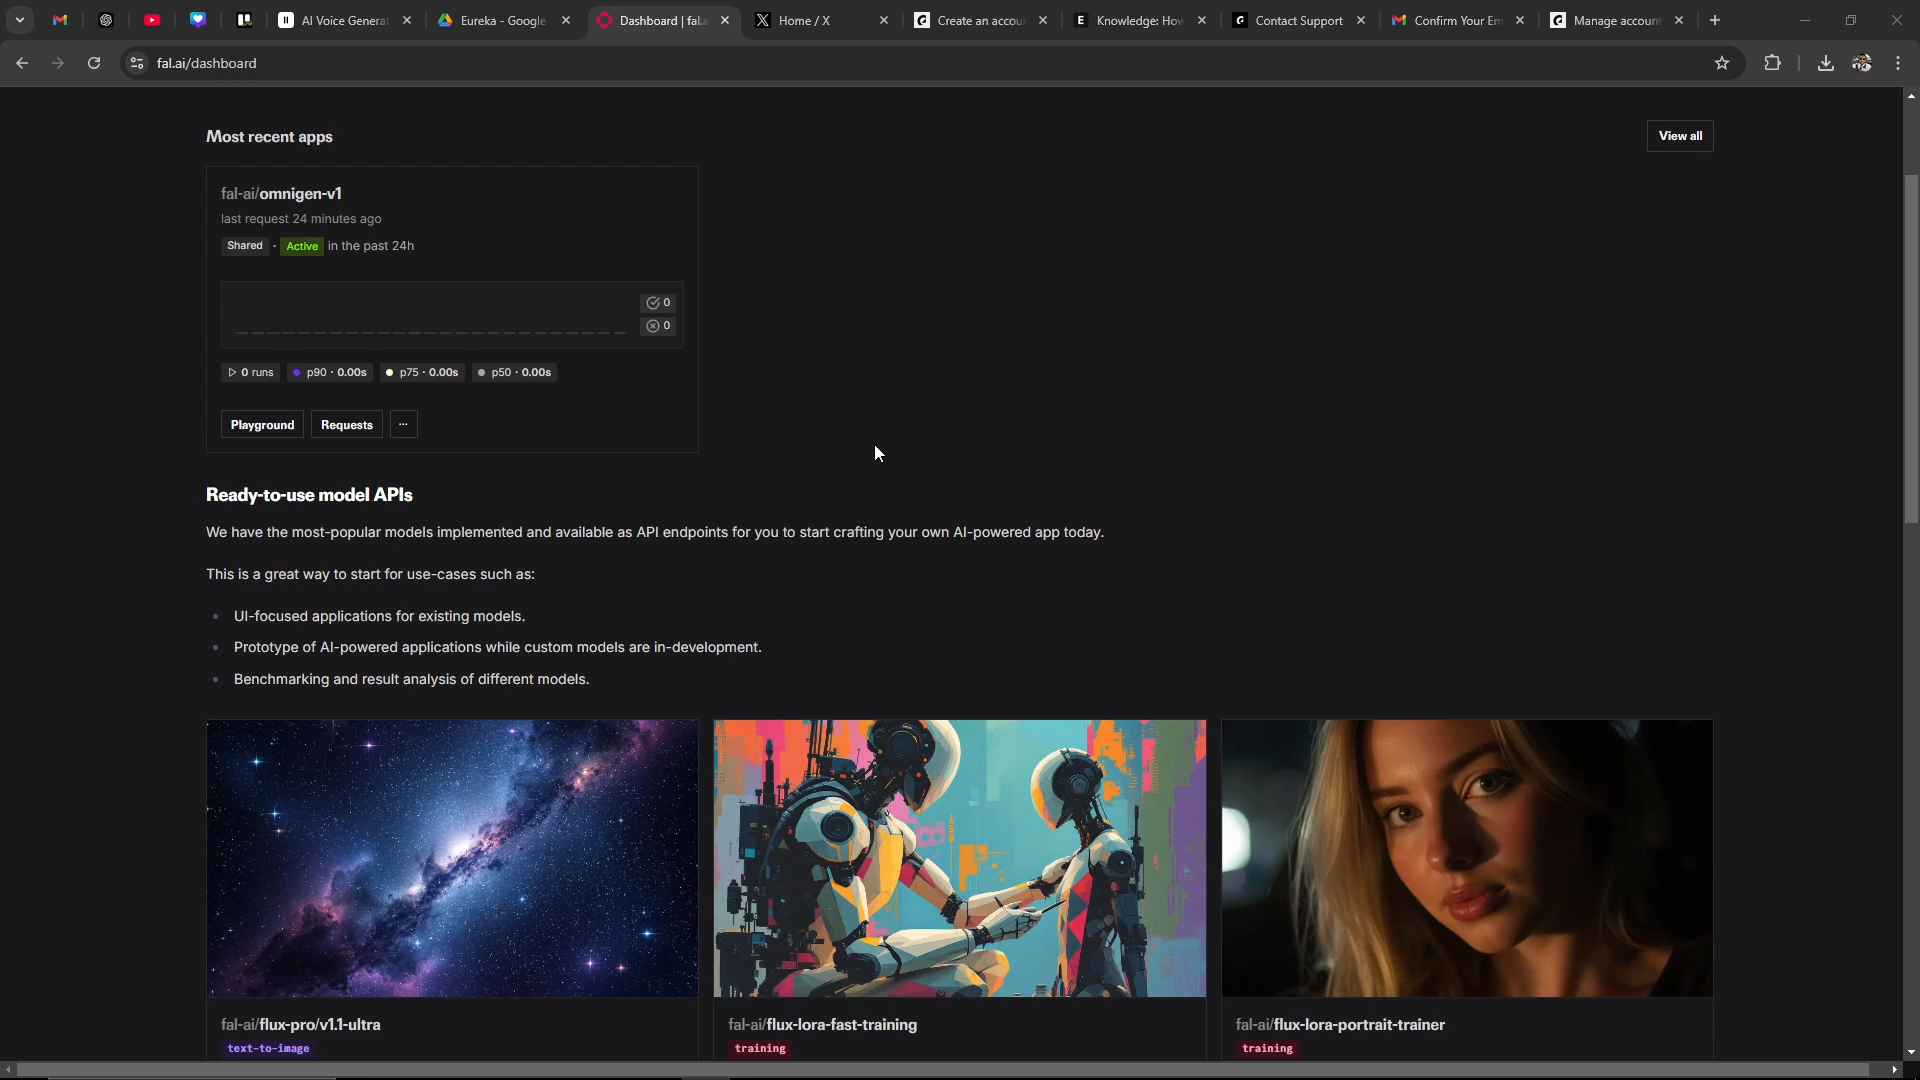 AI Voice Generat
Eureka - Google
Dashboard | fal.a
Home / X
Create an accou
Knowledge: Ho
Contact Support
Confirm Your Em
Manage account
fal.ai/dashboard
Most recent apps
View all
fal-ai/omnigen-v1
last request 24 minutes ago
Shared · Active in the past 24h
0
0
0 runs
p90 · 0.00s
p75 · 0.00s
p50 · 0.00s
Playground
Requests
...
Ready-to-use model APIs
We have the most-popular models implemented and available as API endpoints for you to start crafting your own AI-powered app today.
This is a great way to start for use-cases such as:
• UI-focused applications for existing models.
• Prototype of AI-powered applications while custom models are in-development.
• Benchmarking and result analysis of different models.
fal-ai/flux-pro/v1.1-ultra
text-to-image
fal-ai/flux-lora-fast-training
training
fal-ai/flux-lora-portrait-trainer
training